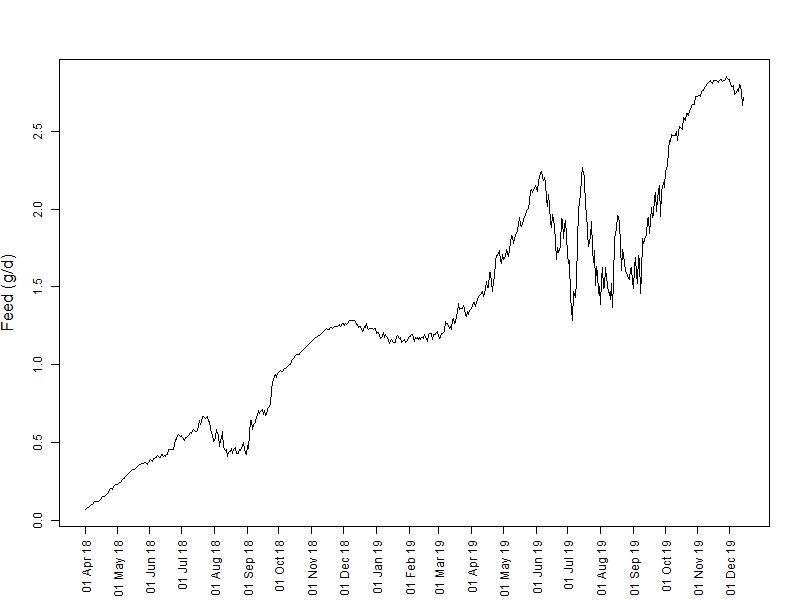 Feed (g/d)
2.5
2.0
1.5
1.0
0.5
0.0
01 Apr 18
01 May 18
01 Jun 18
01 Jul 18
01 Aug 18
01 Sep 18
01 Oct 18
01 Nov 18
01 Dec 18
01 Jan 19
01 Feb 19
01 Mar 19
01 Apr 19
01 May 19
01 Jun 19
01 Jul 19
01 Aug 19
01 Sep 19
01 Oct 19
01 Nov 19
01 Dec 19